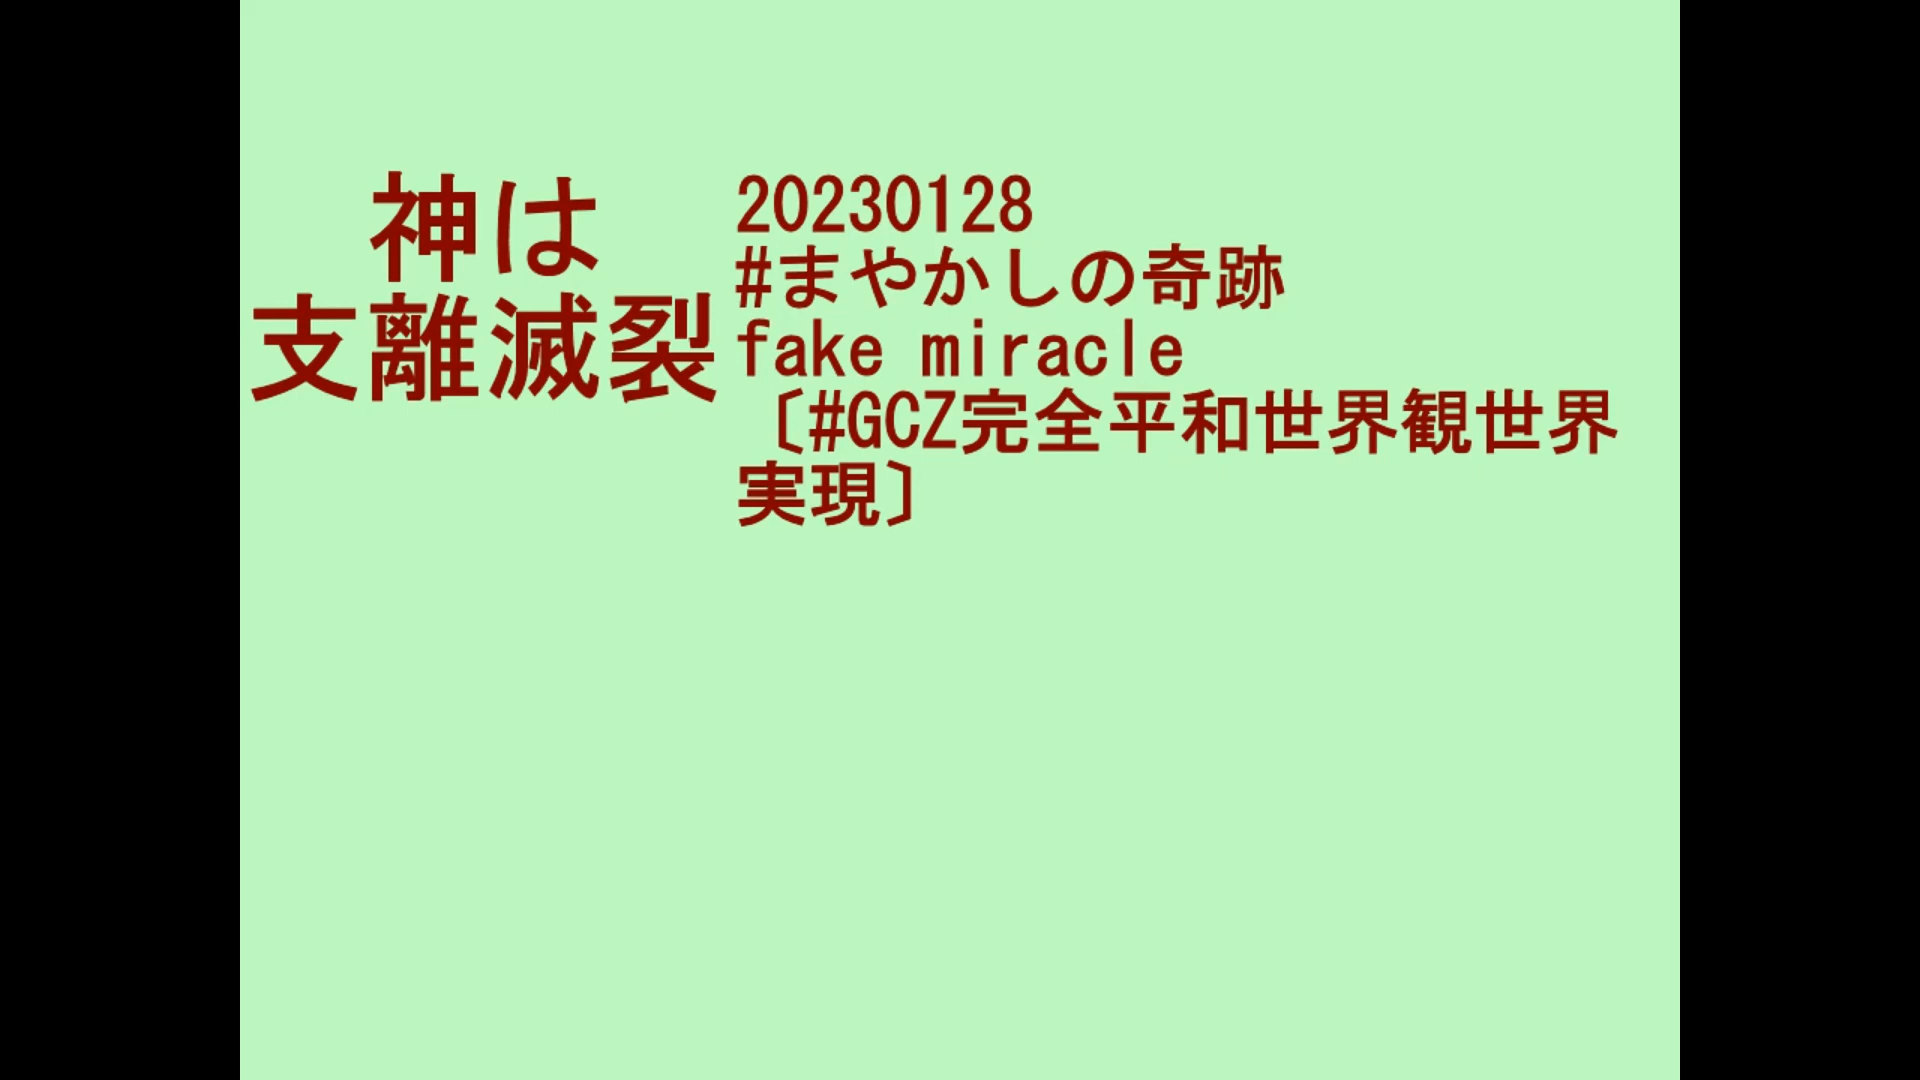 神は
支離滅裂
20230128
#まやかしの奇跡
fake miracle
〔#GCZ完全平和世界観世界
実現〕